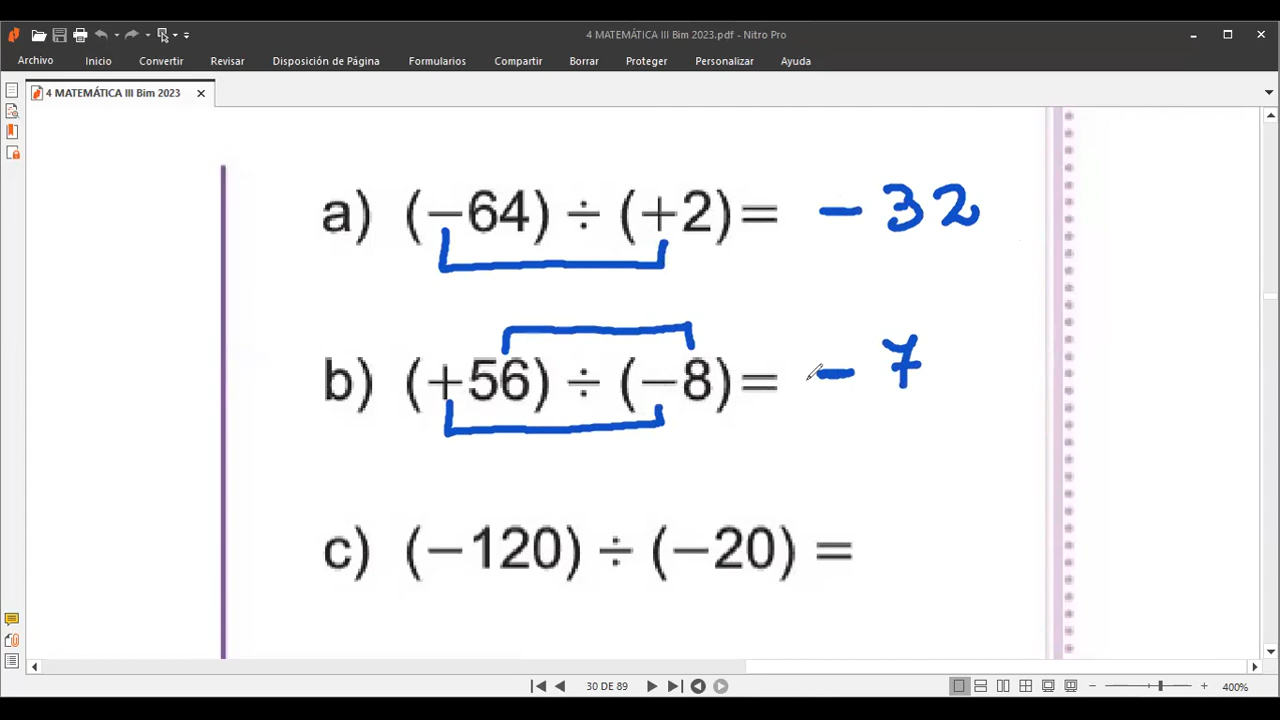 4 MATEMÁTICA III Bim 2023.pdf - Nitro Pro
Archivo Inicio Convertir Revisar Disposición de Página Formularios Compartir Borrar Proteger Personalizar Ayuda
4 MATEMÁTICA III Bim 2023
a) (−64) ÷ (+2)= − 32
b) (+56) ÷ (−8)= − 7
c) (−120) ÷ (−20) =
30 DE 89
400%